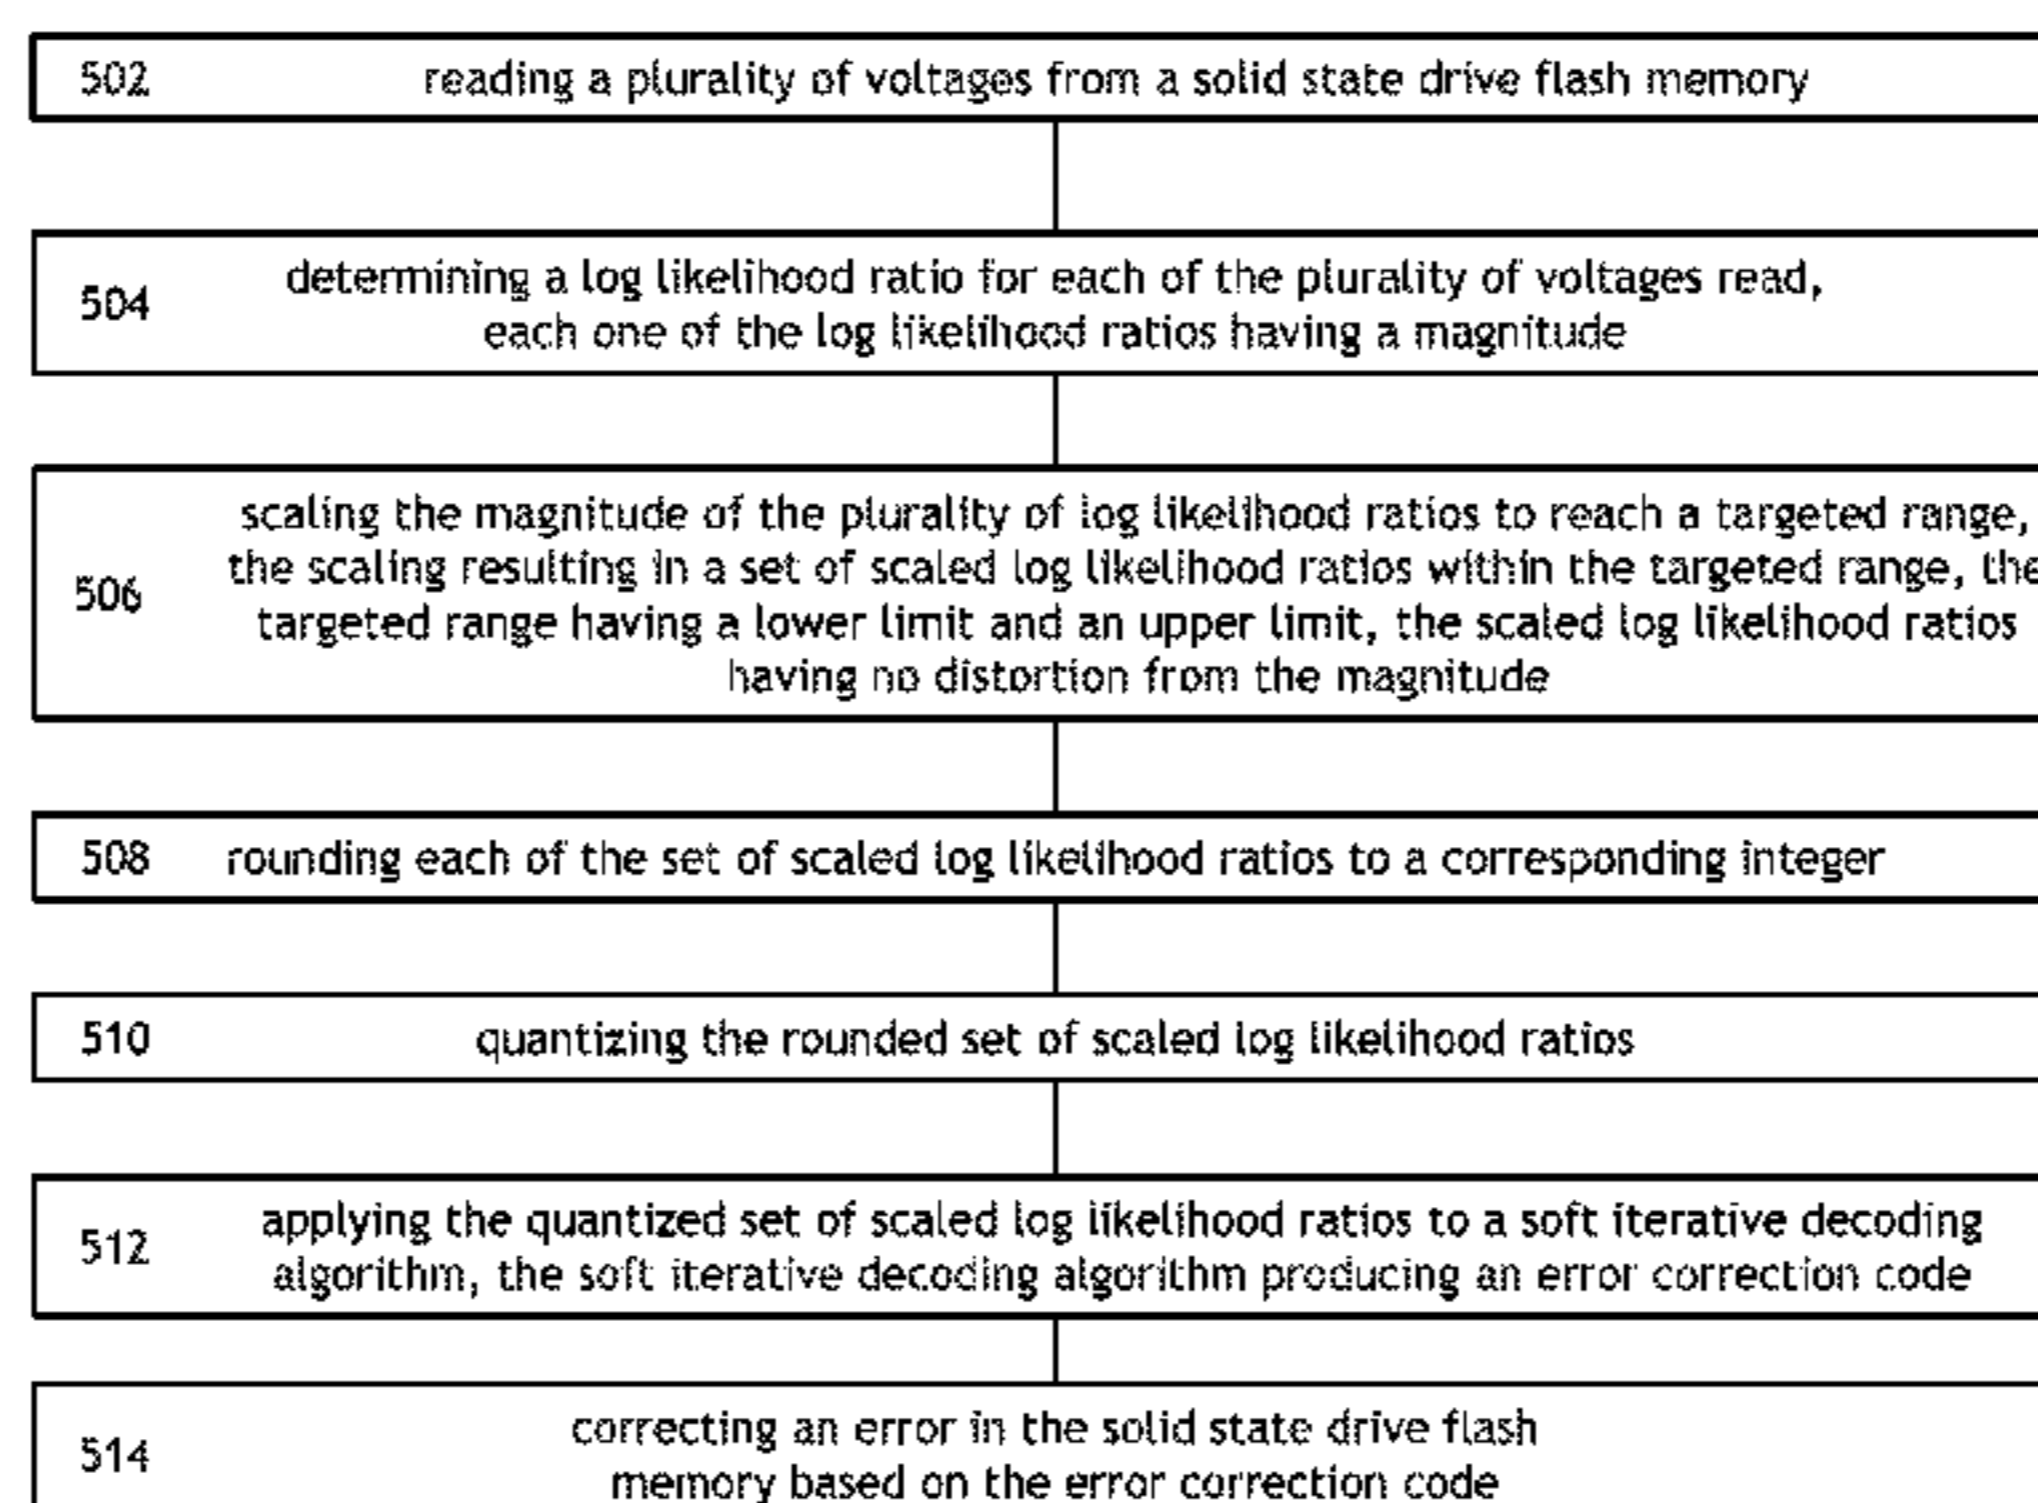 502 reading a plurality of voltages from a solid state drive flash memory
504 determining a log likelihood ratio for each of the plurality of voltages read,
each one of the log likelihood ratios having a magnitude
506 scaling the magnitude of the plurality of log likelihood ratios to reach a targeted range,
the scaling resulting in a set of scaled log likelihood ratios within the targeted range, the
targeted range having a lower limit and an upper limit, the scaled log likelihood ratios
having no distortion from the magnitude
508 rounding each of the set of scaled log likelihood ratios to a corresponding integer
510 quantizing the rounded set of scaled log likelihood ratios
512 applying the quantized set of scaled log likelihood ratios to a soft iterative decoding
algorithm, the soft iterative decoding algorithm producing an error correction code
514 correcting an error in the solid state drive flash
memory based on the error correction code